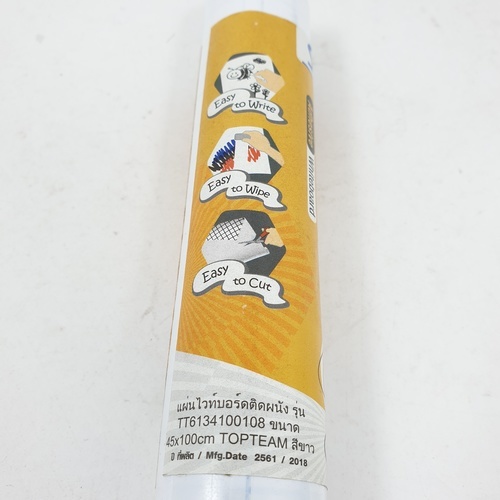 Easy
to Write
Easy
to Wipe
Easy
to Cut
Whiteboard
แผ่นไวท์บอร์ดติดผนัง รุ่น
TT6134100108 ขนาด
45x100cm TOPTEAM สีขาว
ปี ที่ผลิต / Mfg.Date 2561 / 2018